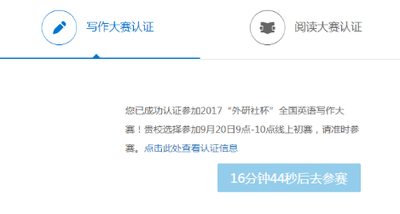 写作大赛认证
阅读大赛认证
您已成功认证参加2017“外研社杯”全国英语写作大
赛！贵校选择参加9月20日9点-10点线上初赛，请准时参
赛。点击此处查看认证信息
16分钟44秒后去参赛